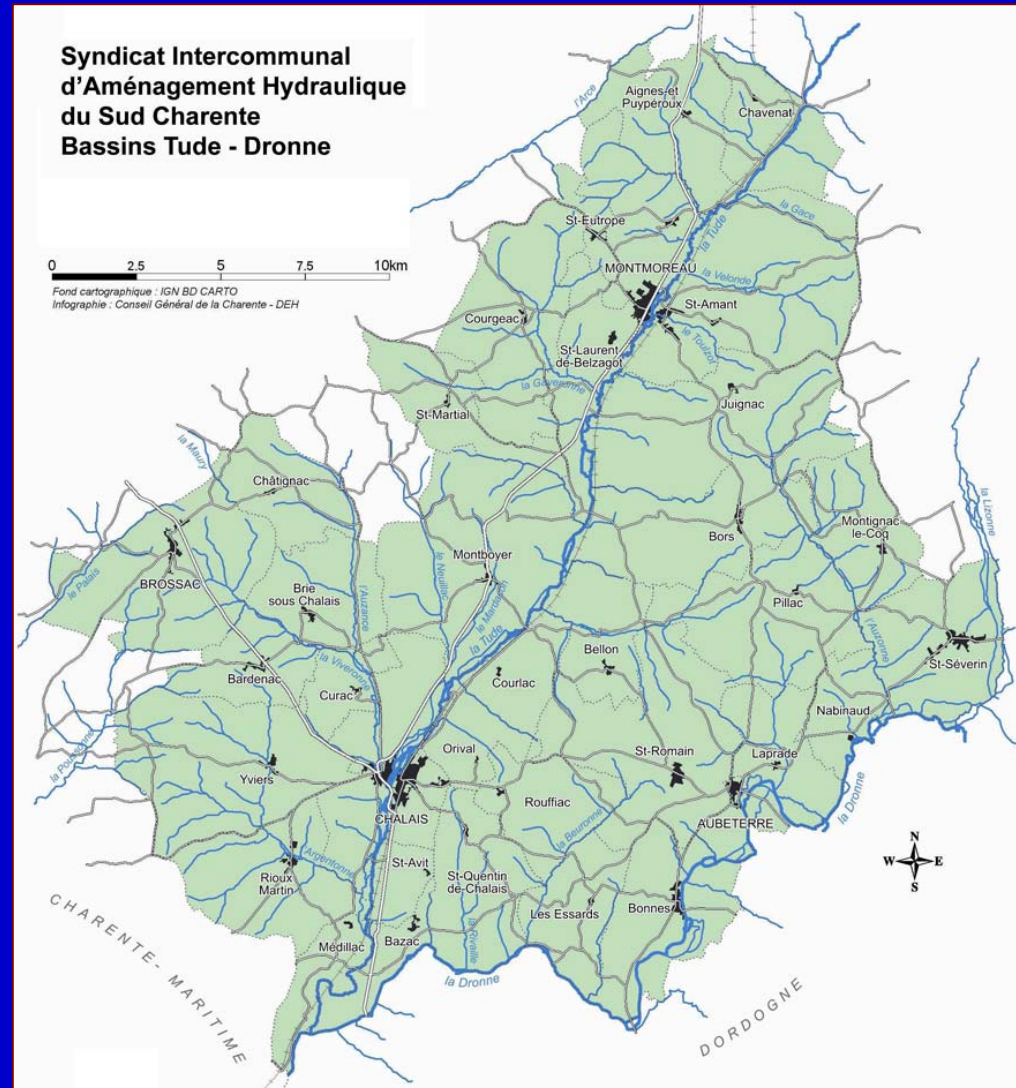 Syndicat Intercommunal
d'Aménagement Hydraulique
du Sud Charente
Bassins Tude - Dronne
0 2.5 5 7.5 10km
Fond cartographique : IGN BD CARTO
Infographie : Conseil Général de la Charente - DEH
l'Arce
Aignes-et
Puypéroux
Chavenat
la Gace
St-Eutrope
la Tude
MONTMOREAU
la Velonde
St-Amant
Courgeac
le Toulzot
St-Laurent
de-Belzagot
la Gaveronne
Juignac
St-Martial
la Maury
Châtignac
la Lizonne
Montignac
le-Coq
Bors
Montboyer
le Neuillac
BROSSAC
le Palais
Brie
sous Chalais
l'Auzance
le Mardaron
Pillac
la Tude
l'Auzonne
St-Séverin
la Viveronne
Bellon
Bardenac
Curac
Courlac
Nabinaud
Orival
St-Romain
Laprade
Yviers
Rouffiac
AUBETERRE
la Dronne
CHALAIS
la Beuronne
N
W E
S
St-Avit
Argentonne
Rioux
Martin
St-Quentin
de-Chalais
Les Essards
Bonnes
la Rivaille
Médillac
Bazac
la Dronne
CHARENTE-MARITIME
DORDOGNE